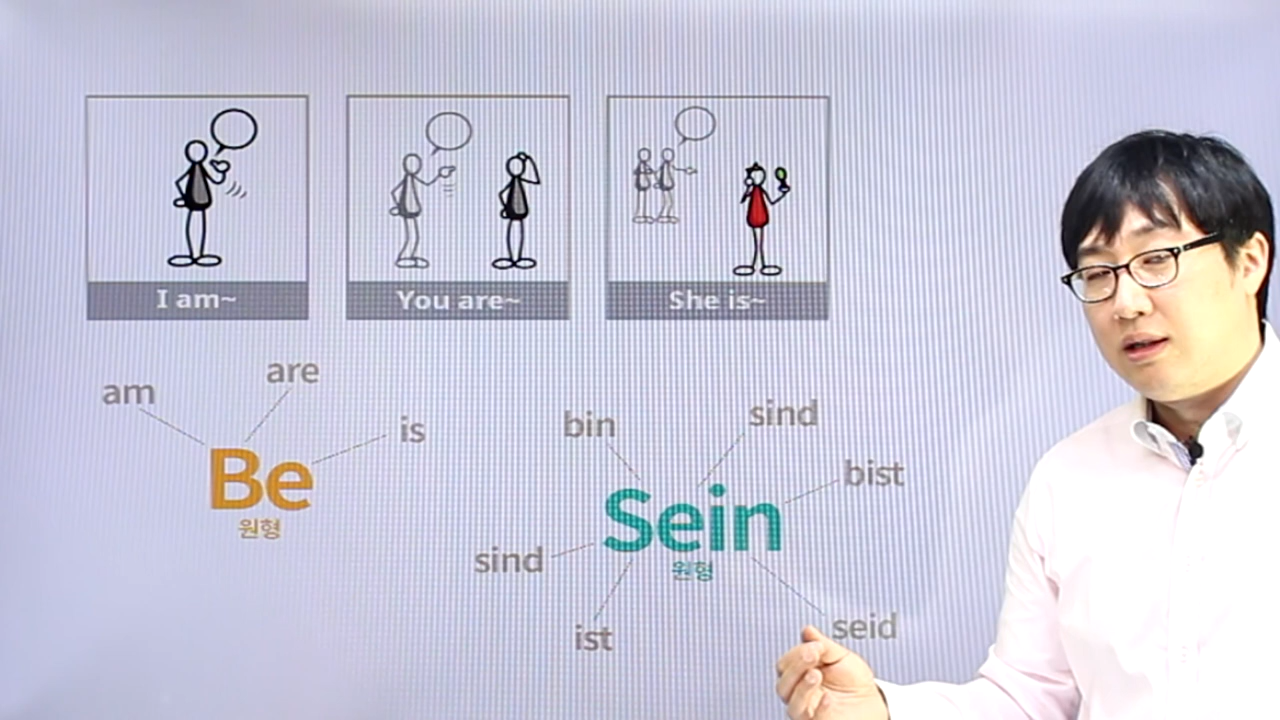 I am~
You are~
She is~
am
are
is
Be
원형
bin
sind
bist
Sein
원형
sind
ist
seid